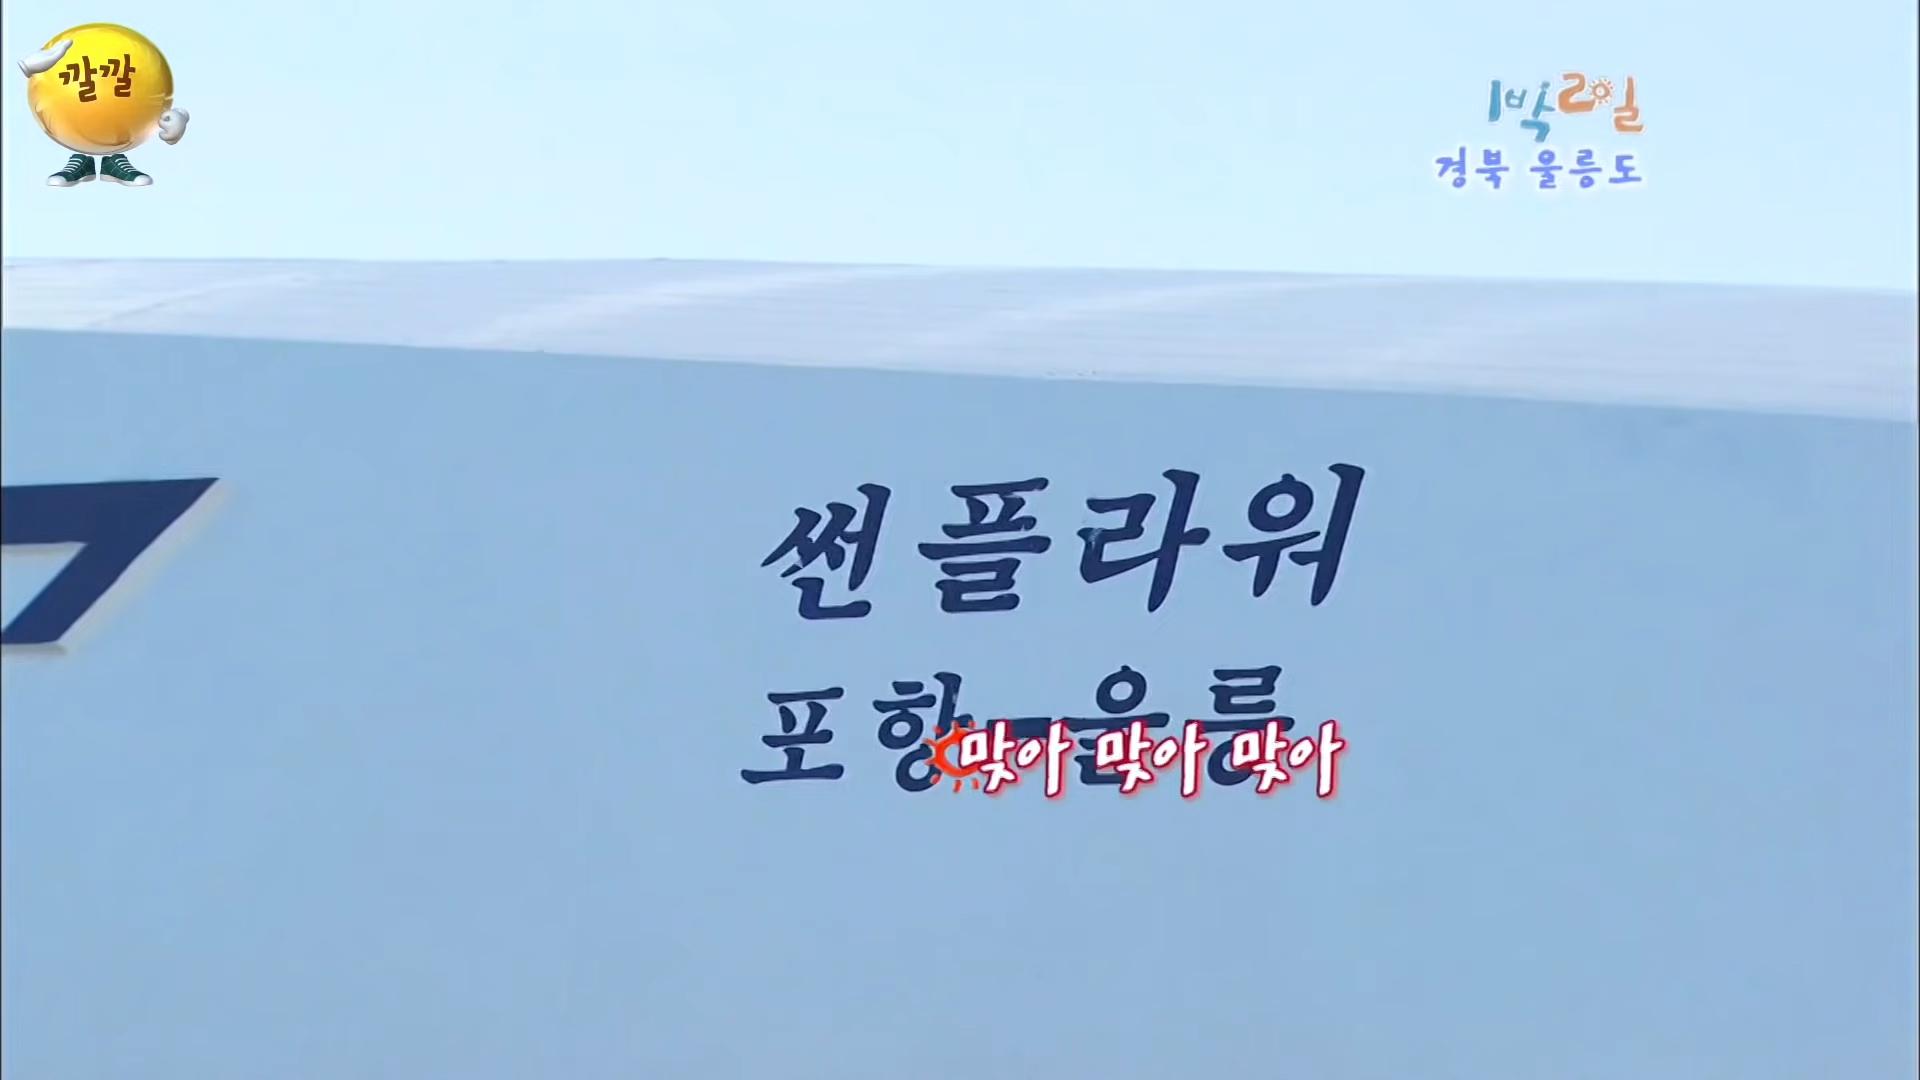 깔깔
1박2일
경북 울릉도
썬플라워
포항-울릉
맞아 맞아 맞아